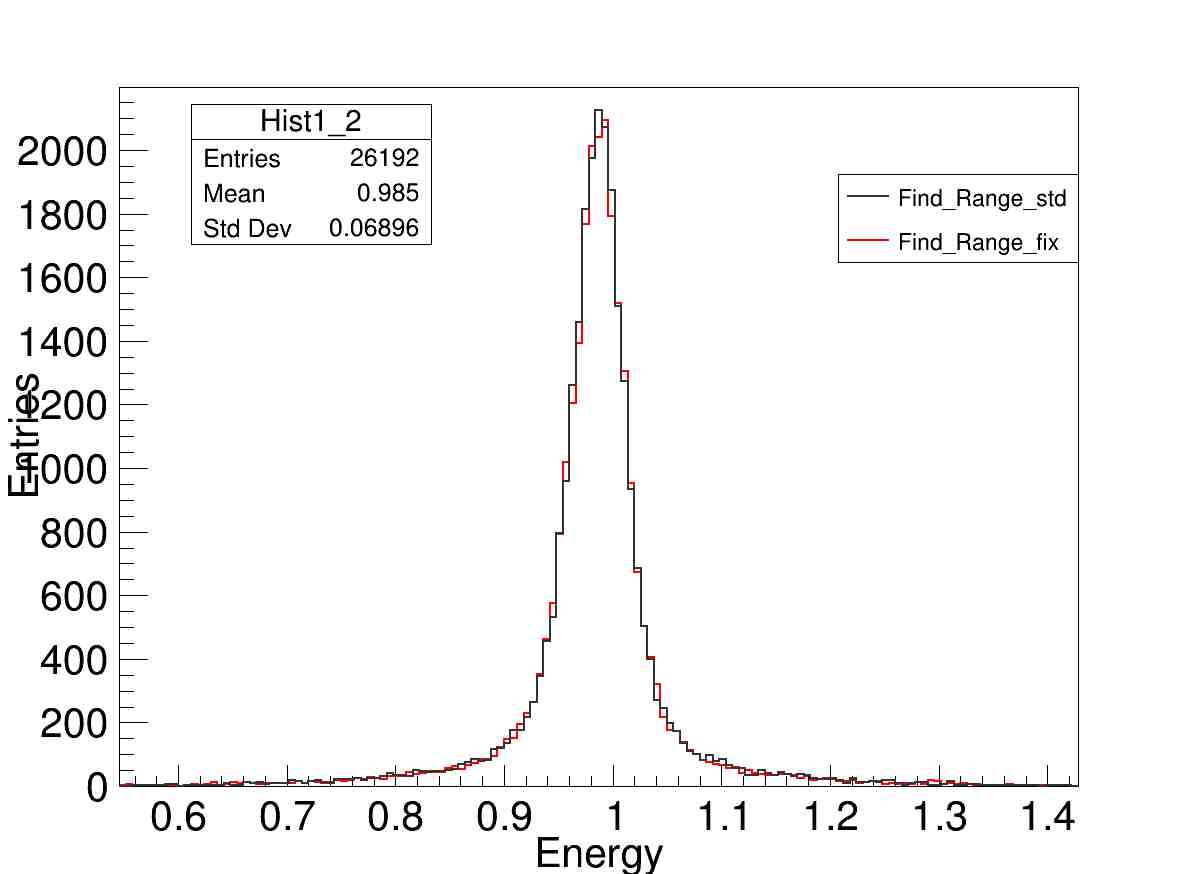 Hist1_2
Entries 26192
Mean 0.985
Std Dev 0.06896
Find_Range_std
Find_Range_fix
2000
1800
1600
1400
1200
1000
800
600
400
200
0
Entries
0.6 0.7 0.8 0.9 1 1.1 1.2 1.3 1.4
Energy